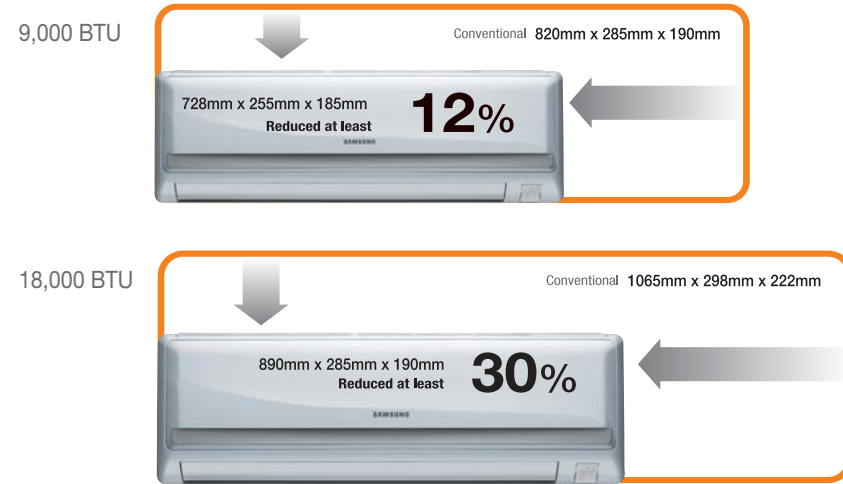 9,000 BTU
Conventional 820mm x 285mm x 190mm
728mm x 255mm x 185mm
Reduced at least
12%
SAMSUNG
18,000 BTU
Conventional 1065mm x 298mm x 222mm
890mm x 285mm x 190mm
Reduced at least
30%
SAMSUNG